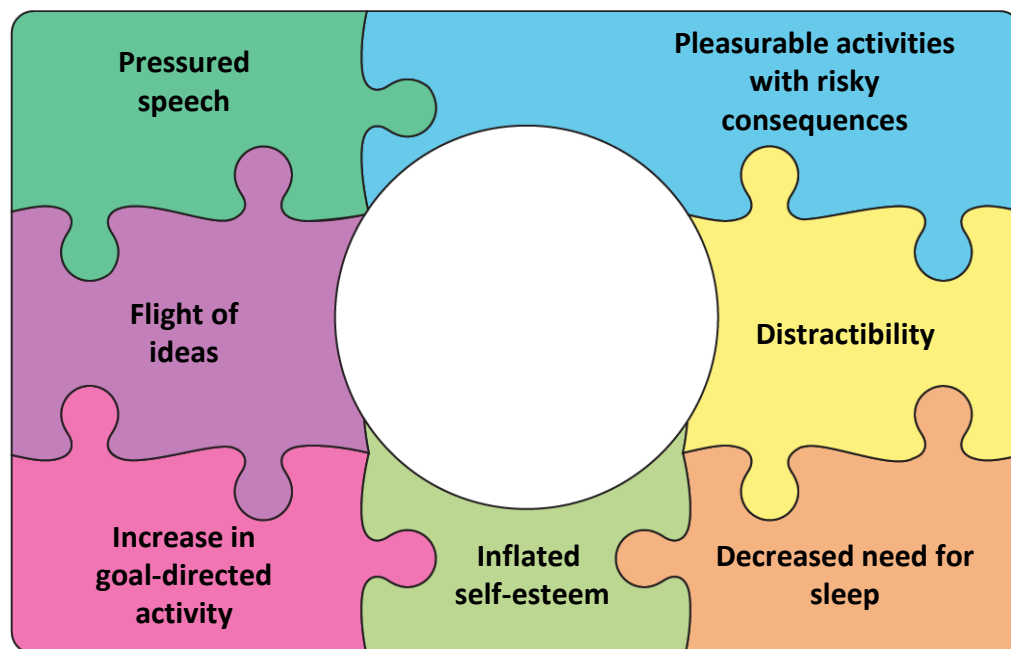 Pressured
speech
Pleasurable activities
with risky
consequences
Flight of
ideas
Distractibility
Increase in
goal-directed
activity
Inflated
self-esteem
Decreased need for
sleep